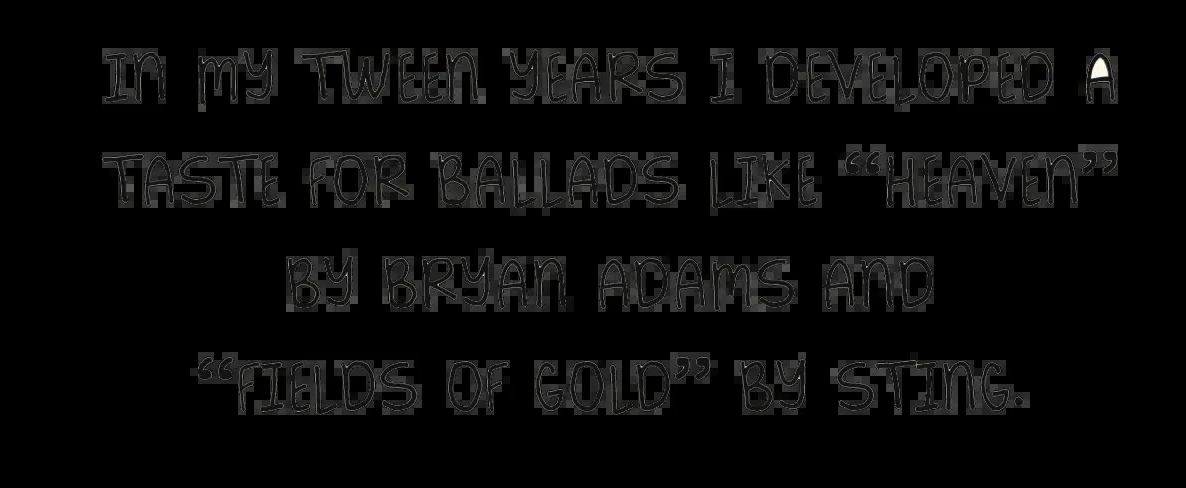 IN MY TWEEN YEARS I DEVELOPED A
TASTE FOR BALLADS LIKE “HEAVEN”
BY BRYAN ADAMS AND
“FIELDS OF GOLD” BY STING.